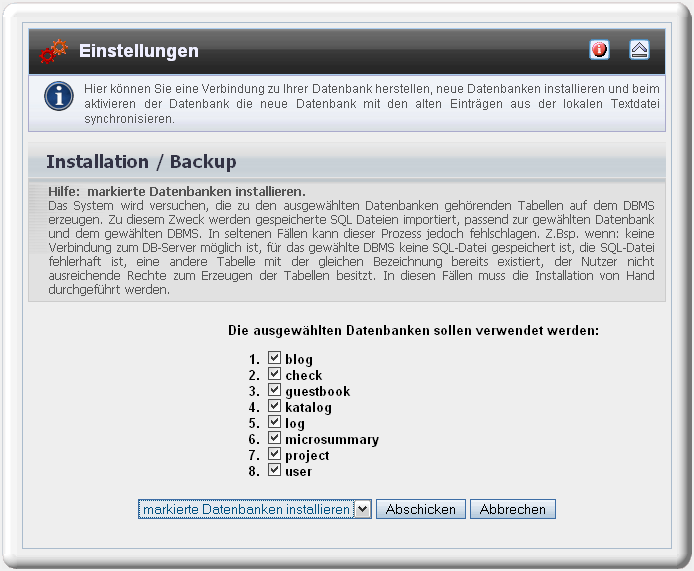 Einstellungen
Hier können Sie eine Verbindung zu Ihrer Datenbank herstellen, neue Datenbanken installieren und beim
aktivieren der Datenbank die neue Datenbank mit den alten Einträgen aus der lokalen Textdatei
synchronisieren.
Installation / Backup
Hilfe: markierte Datenbanken installieren.
Das System wird versuchen, die zu den ausgewählten Datenbanken gehörenden Tabellen auf dem DBMS
erzeugen. Zu diesem Zweck werden gespeicherte SQL Dateien importiert, passend zur gewählten Datenbank
und dem gewählten DBMS. In seltenen Fällen kann dieser Prozess jedoch fehlschlagen. Z.Bsp. wenn: keine
Verbindung zum DB-Server möglich ist, für das gewählte DBMS keine SQL-Datei gespeichert ist, die SQL-Datei
fehlerhaft ist, eine andere Tabelle mit der gleichen Bezeichnung bereits existiert, der Nutzer nicht
ausreichende Rechte zum Erzeugen der Tabellen besitzt. In diesen Fällen muss die Installation von Hand
durchgeführt werden.
Die ausgewählten Datenbanken sollen verwendet werden:
1. blog
2. check
3. guestbook
4. katalog
5. log
6. microsummary
7. project
8. user
markierte Datenbanken installieren Abschicken Abbrechen